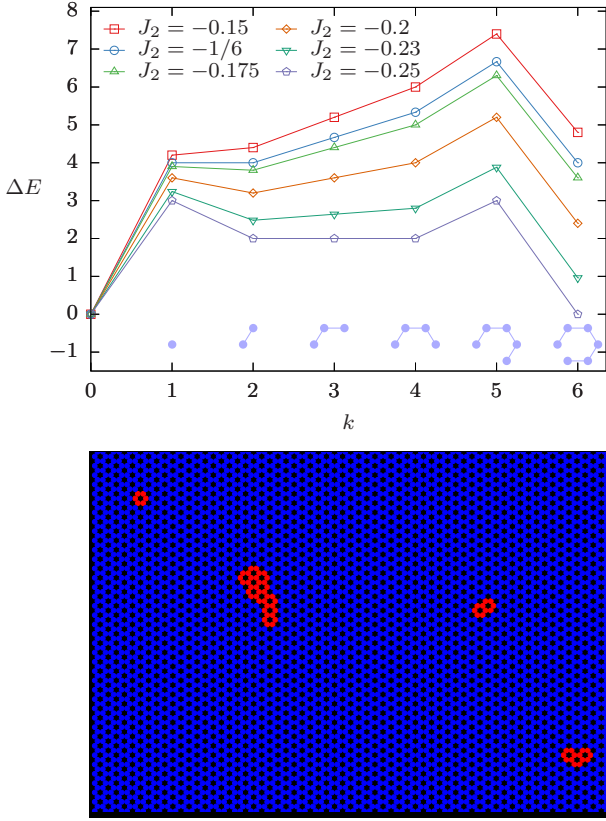 8
7
6
5
4
3
2
1
0
−1
ΔE
J₂ = −0.15
J₂ = −1/6
J₂ = −0.175
J₂ = −0.2
J₂ = −0.23
J₂ = −0.25
0 1 2 3 4 5 6
k